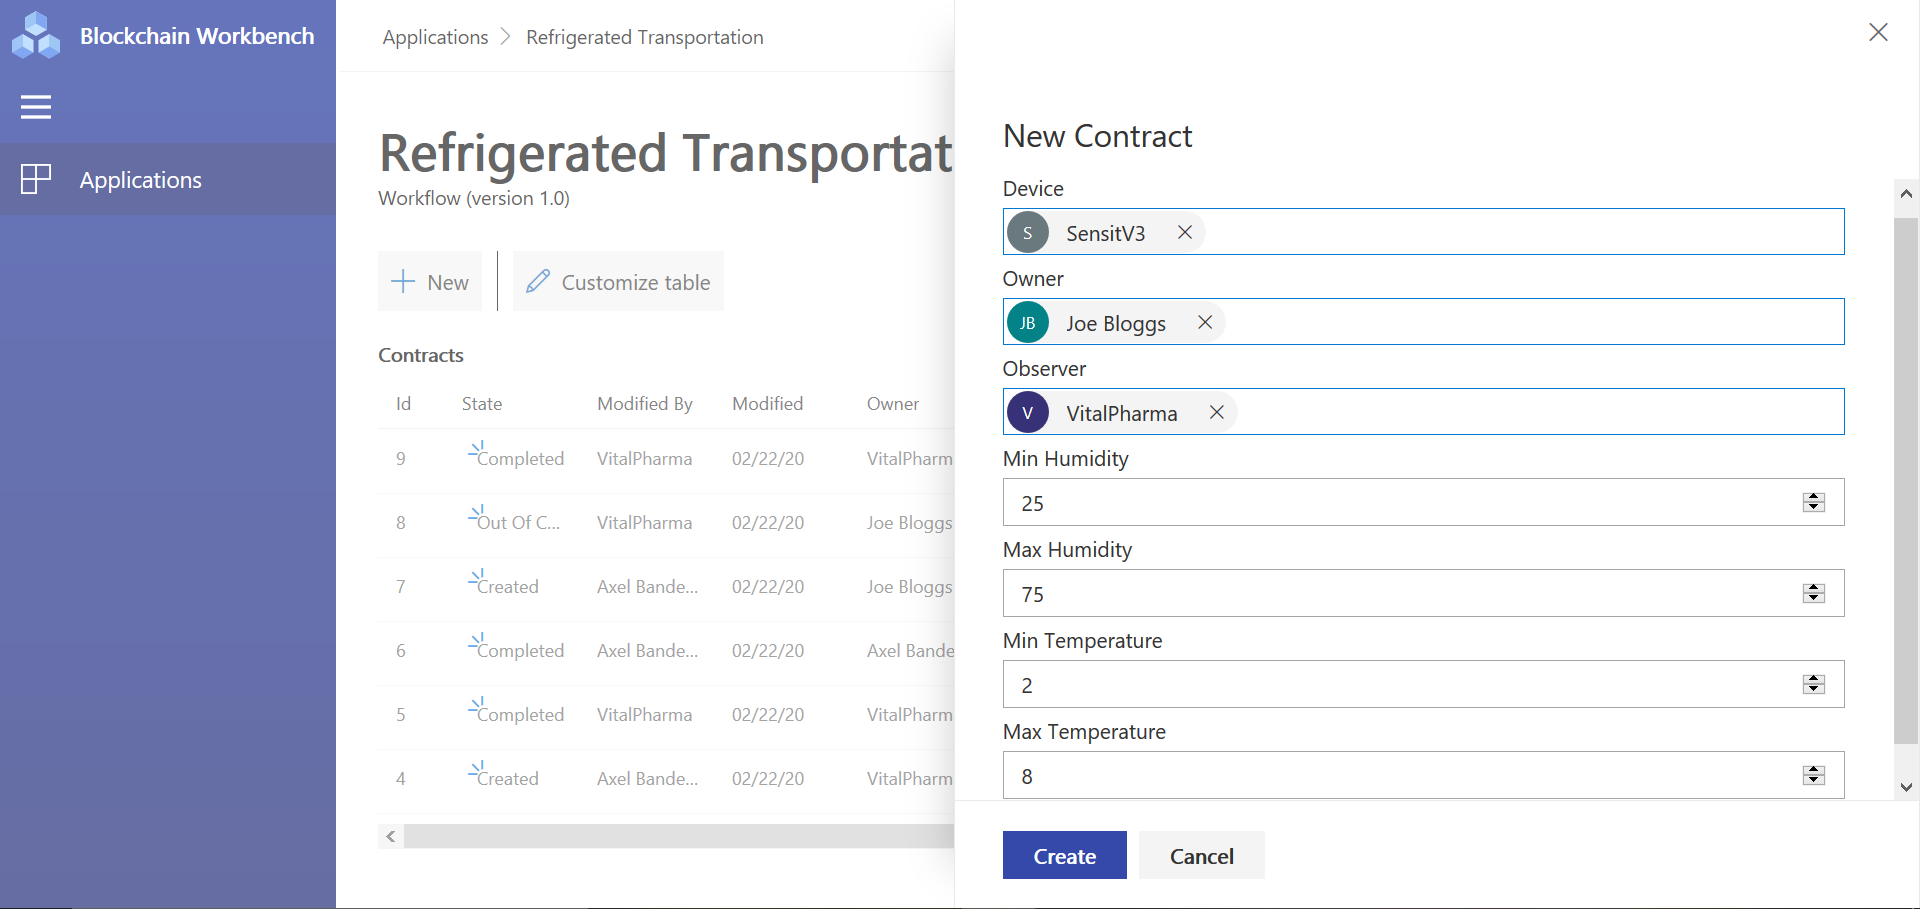 Blockchain Workbench
Applications
Applications > Refrigerated Transportation
Refrigerated Transportat
Workflow (version 1.0)
New
Customize table
Contracts
Id State Modified By Modified Owner
9 Completed VitalPharma 02/22/20 VitalPharm
8 Out Of C... VitalPharma 02/22/20 Joe Bloggs
7 Created Axel Bande... 02/22/20 Joe Bloggs
6 Completed Axel Bande... 02/22/20 Axel Bande
5 Completed VitalPharma 02/22/20 VitalPharm
4 Created Axel Bande... 02/22/20 VitalPharm
New Contract
Device
S SensitV3
Owner
JB Joe Bloggs
Observer
V VitalPharma
Min Humidity
25
Max Humidity
75
Min Temperature
2
Max Temperature
8
Create Cancel